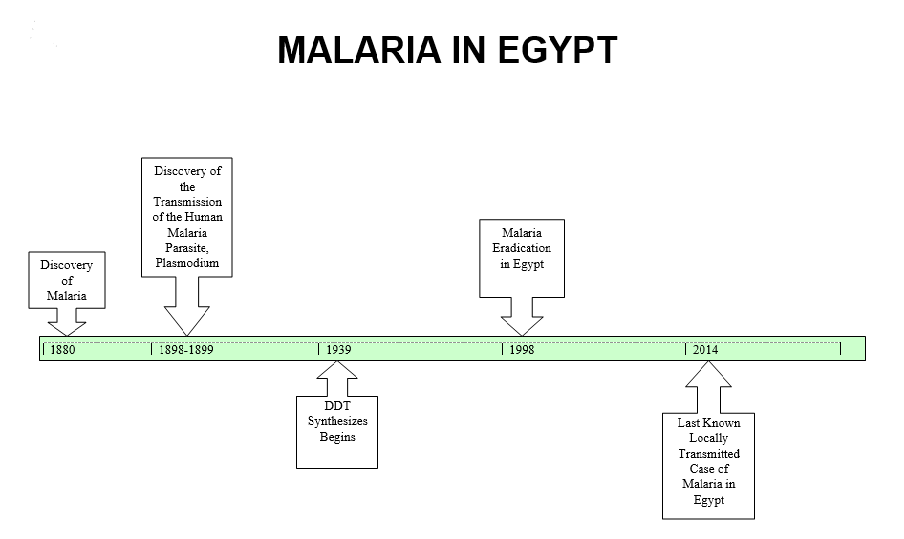 MALARIA IN EGYPT
Discovery
of
Malaria
Discovery of
the
Transmission
of the Human
Malaria
Parasite,
Plasmodium
Malaria
Eradication
in Egypt
1880
1898-1899
1939
1998
2014
DDT
Synthesizes
Begins
Last Known
Locally
Transmitted
Case of
Malaria in
Egypt